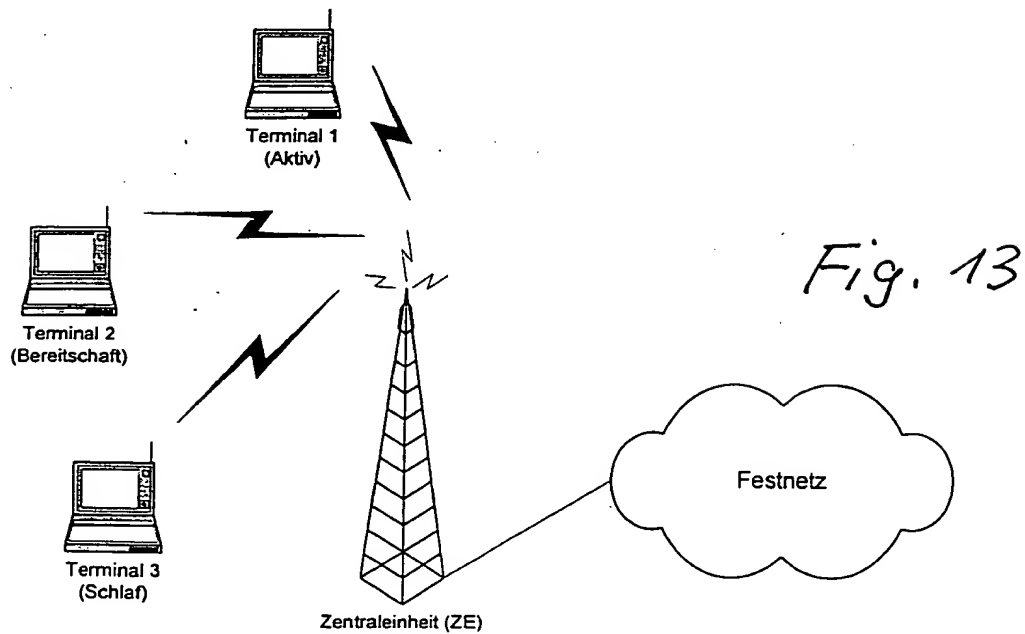 Terminal 1
(Aktiv)
Terminal 2
(Bereitschaft)
Fig. 13
Terminal 3
(Schlaf)
Festnetz
Zentraleinheit (ZE)